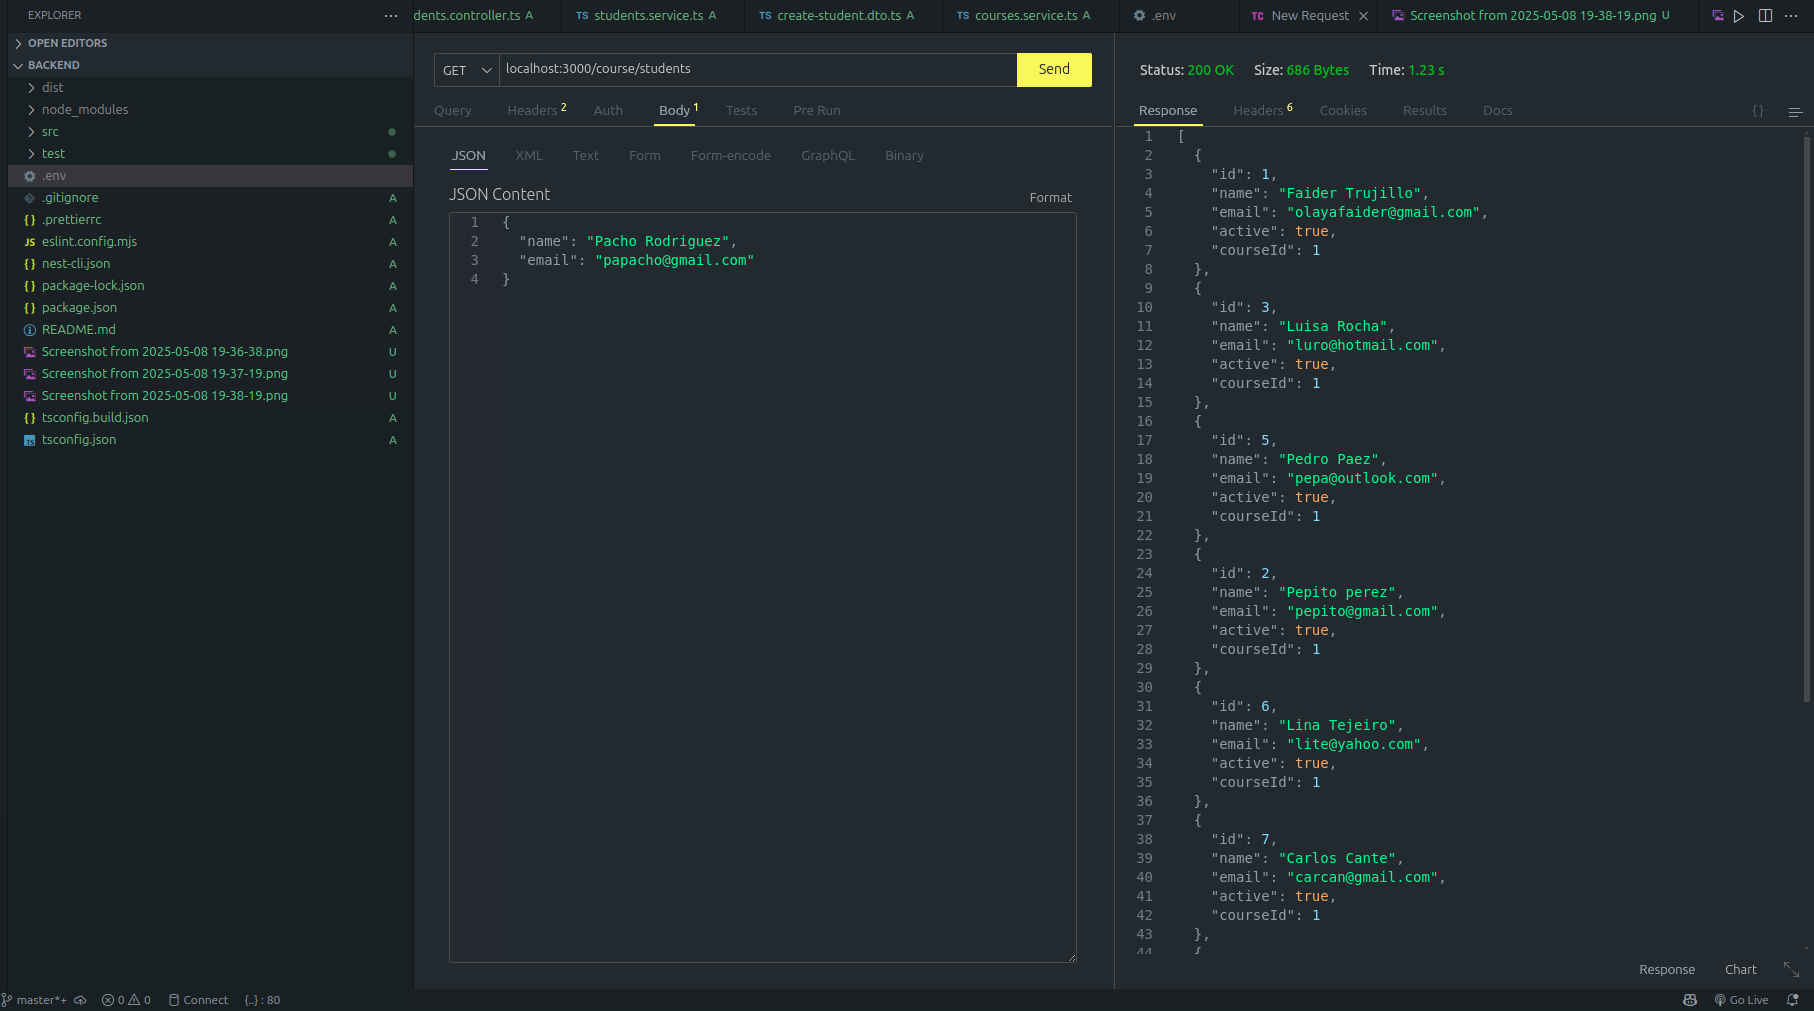 EXPLORER
OPEN EDITORS
BACKEND
dist
node_modules
src
test
.env
.gitignore A
.prettierrc A
eslint.config.mjs A
nest-cli.json A
package-lock.json A
package.json A
README.md A
Screenshot from 2025-05-08 19-36-38.png U
Screenshot from 2025-05-08 19-37-19.png U
Screenshot from 2025-05-08 19-38-19.png U
tsconfig.build.json A
tsconfig.json A
dents.controller.ts A
TS students.service.ts A
TS create-student.dto.ts A
TS courses.service.ts A
.env
TC New Request
Screenshot from 2025-05-08 19-38-19.png U
GET localhost:3000/course/students Send
Query Headers 2 Auth Body 1 Tests Pre Run
JSON XML Text Form Form-encode GraphQL Binary
JSON Content Format
1 {
2 "name": "Pacho Rodriguez",
3 "email": "papacho@gmail.com"
4 }
Status: 200 OK Size: 686 Bytes Time: 1.23 s
Response Headers 6 Cookies Results Docs {}
1 [
2 {
3 "id": 1,
4 "name": "Faider Trujillo",
5 "email": "olayafaider@gmail.com",
6 "active": true,
7 "courseId": 1
8 },
9 {
10 "id": 3,
11 "name": "Luisa Rocha",
12 "email": "luro@hotmail.com",
13 "active": true,
14 "courseId": 1
15 },
16 {
17 "id": 5,
18 "name": "Pedro Paez",
19 "email": "pepa@outlook.com",
20 "active": true,
21 "courseId": 1
22 },
23 {
24 "id": 2,
25 "name": "Pepito perez",
26 "email": "pepito@gmail.com",
27 "active": true,
28 "courseId": 1
29 },
30 {
31 "id": 6,
32 "name": "Lina Tejeiro",
33 "email": "lite@yahoo.com",
34 "active": true,
35 "courseId": 1
36 },
37 {
38 "id": 7,
39 "name": "Carlos Cante",
40 "email": "carcan@gmail.com",
41 "active": true,
42 "courseId": 1
43 },
44 {
Response Chart
master*+ 0 0 Connect {..} : 80 Go Live